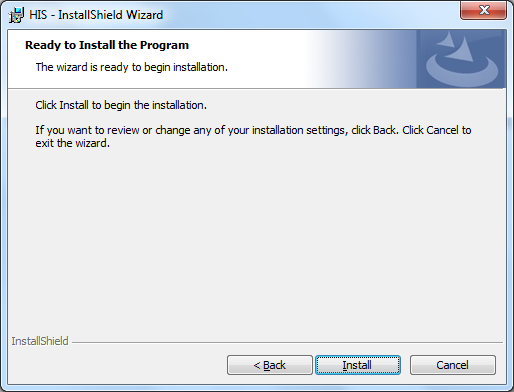 HIS - InstallShield Wizard
Ready to Install the Program
The wizard is ready to begin installation.
Click Install to begin the installation.
If you want to review or change any of your installation settings, click Back. Click Cancel to
exit the wizard.
InstallShield
< Back
Install
Cancel